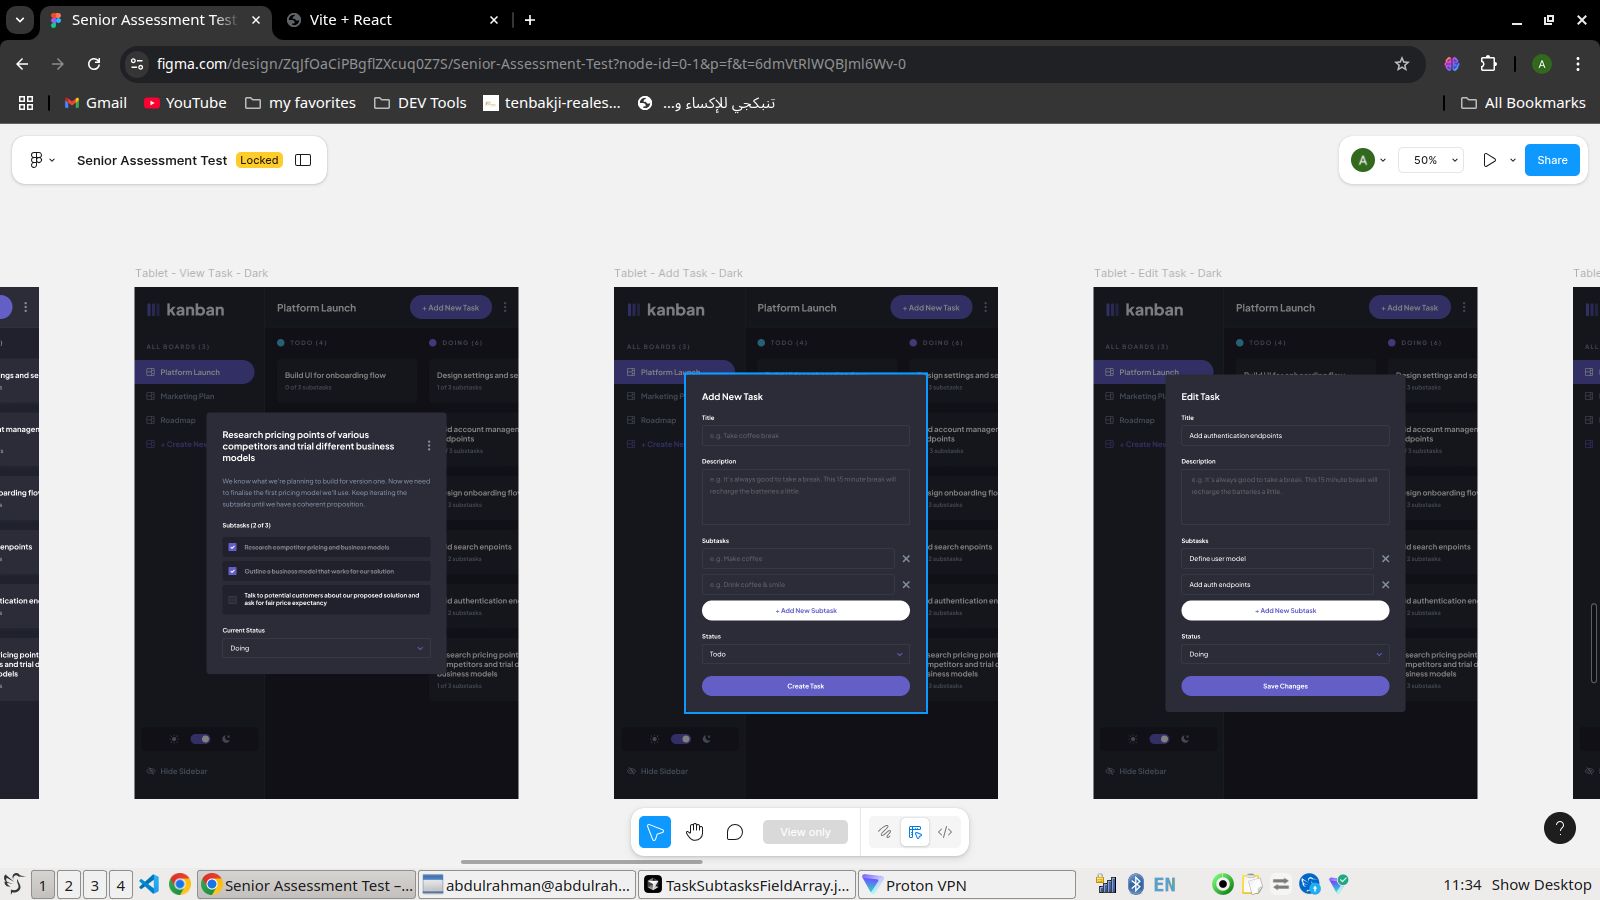 Senior Assessment Test
Vite + React
figma.com/design/ZqJfOaCiPBgflZXcuq0Z7S/Senior-Assessment-Test?node-id=0-1&p=f&t=6dmVtRlWQBJml6Wv-0
A
Gmail
YouTube
my favorites
DEV Tools
tenbakji-reales...
تنبكجي للإكساء و...
All Bookmarks
Senior Assessment Test
Locked
A
50%
Share
Tablet - View Task - Dark
kanban
Platform Launch
+ Add New Task
ALL BOARDS (3)
TODO (4)
DOING (6)
Platform Launch
Marketing Plan
Roadmap
+ Create New
Build UI for onboarding flow
0 of 3 substasks
Design settings and se
1 of 3 substasks
Research pricing points of various
competitors and trial different business
models
We know what we're planning to build for version one. Now we need
to finalise the first pricing model we'll use. Keep iterating the
subtasks until we have a coherent proposition.
Subtasks (2 of 3)
Research competitor pricing and business models
Outline a business model that works for our solution
Talk to potential customers about our proposed solution and
ask for fair price expectancy
Current Status
Doing
Hide Sidebar
Tablet - Add Task - Dark
kanban
Platform Launch
+ Add New Task
ALL BOARDS (3)
TODO (4)
DOING (6)
Platform Launch
Roadmap
Add New Task
Title
e.g. Take coffee break
Description
e.g. It's always good to take a break. This 15 minute break will
recharge the batteries a little.
Subtasks
e.g. Make coffee
e.g. Drink coffee & smile
+ Add New Subtask
Status
Todo
Create Task
Hide Sidebar
Tablet - Edit Task - Dark
kanban
Platform Launch
+ Add New Task
ALL BOARDS (3)
TODO (4)
DOING (6)
Platform Launch
Roadmap
Edit Task
Title
Add authentication endpoints
Description
e.g. It's always good to take a break. This 15 minute break will
recharge the batteries a little.
Subtasks
Define user model
Add auth endpoints
+ Add New Subtask
Status
Doing
Save Changes
Hide Sidebar
View only
?
1
2
3
4
Senior Assessment Test –...
abdulrahman@abdulrah...
TaskSubtasksFieldArray.j...
Proton VPN
EN
11:34
Show Desktop